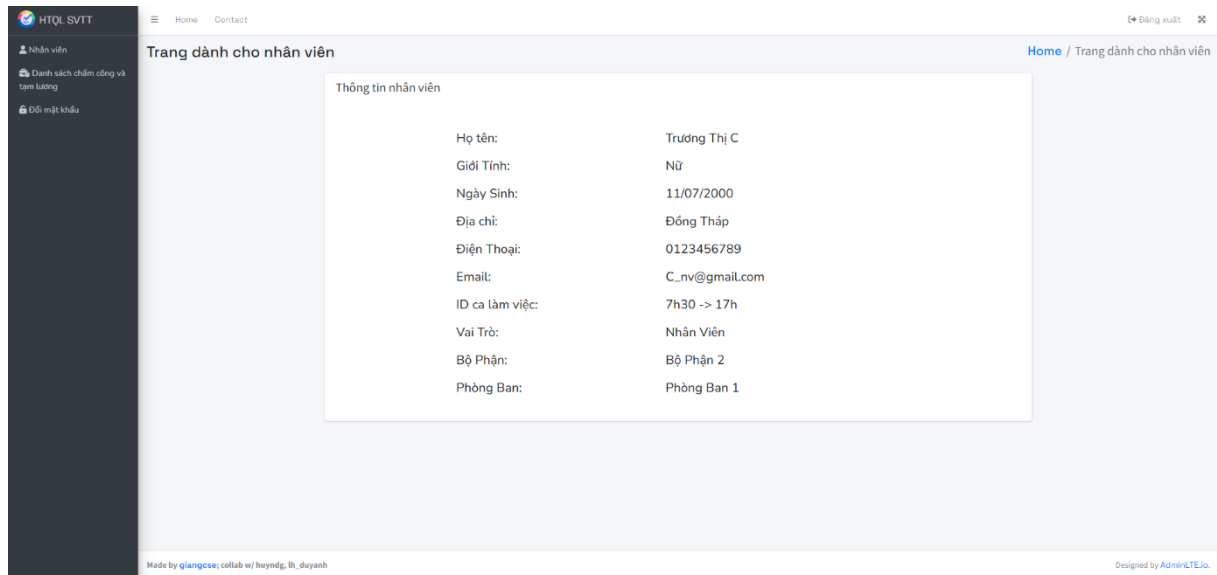 HTQL SVTT
Home Contact
Đăng xuất
Nhân viên
Danh sách chấm công và
tạm lương
Đổi mật khẩu
Trang dành cho nhân viên
Home / Trang dành cho nhân viên
Thông tin nhân viên
Họ tên: Trương Thị C
Giới Tính: Nữ
Ngày Sinh: 11/07/2000
Địa chỉ: Đồng Tháp
Điện Thoại: 0123456789
Email: C_nv@gmail.com
ID ca làm việc: 7h30 -> 17h
Vai Trò: Nhân Viên
Bộ Phận: Bộ Phận 2
Phòng Ban: Phòng Ban 1
Made by giangcse; collab w/ huyndg, lh_duyanh
Designed by AdminLTE.io.